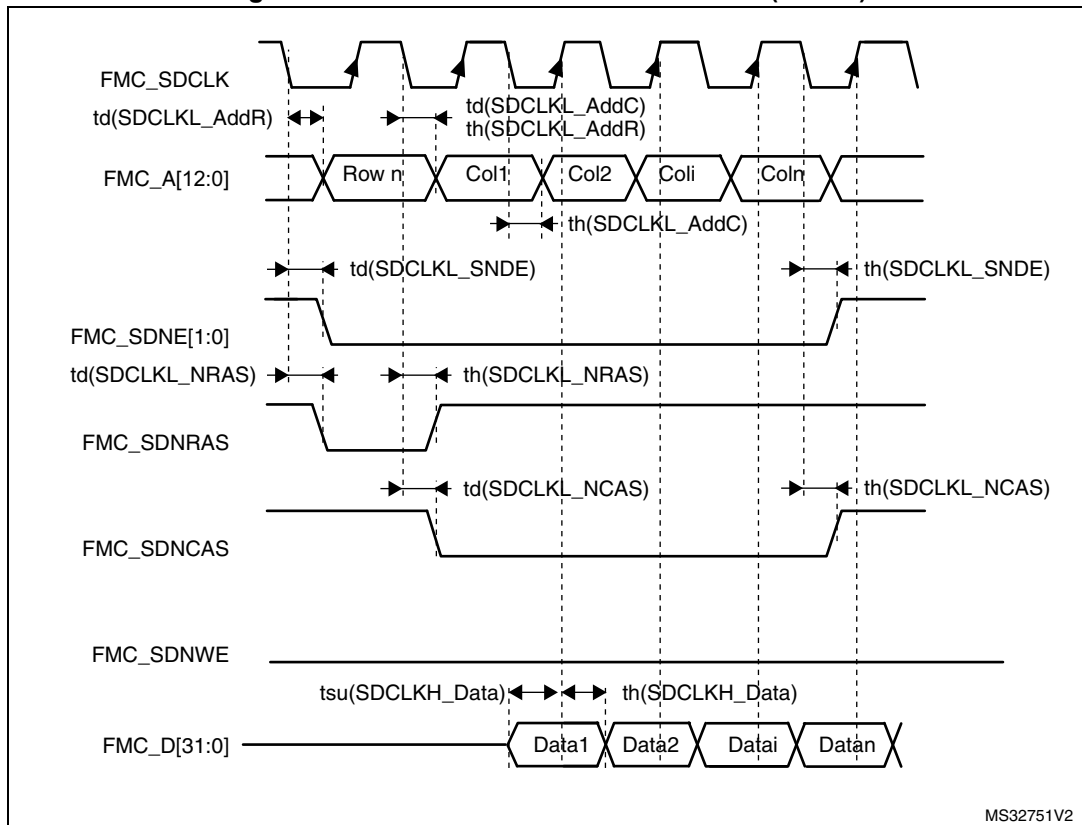 FMC_SDCLK
td(SDCLKL_AddR)
td(SDCLKL_AddC)
th(SDCLKL_AddR)
FMC_A[12:0]
Row n
Col1
Col2
Coli
Coln
th(SDCLKL_AddC)
td(SDCLKL_SNDE)
th(SDCLKL_SNDE)
FMC_SDNE[1:0]
td(SDCLKL_NRAS)
th(SDCLKL_NRAS)
FMC_SDNRAS
td(SDCLKL_NCAS)
th(SDCLKL_NCAS)
FMC_SDNCAS
FMC_SDNWE
tsu(SDCLKH_Data)
th(SDCLKH_Data)
FMC_D[31:0]
Data1
Data2
Datai
Datan
MS32751V2